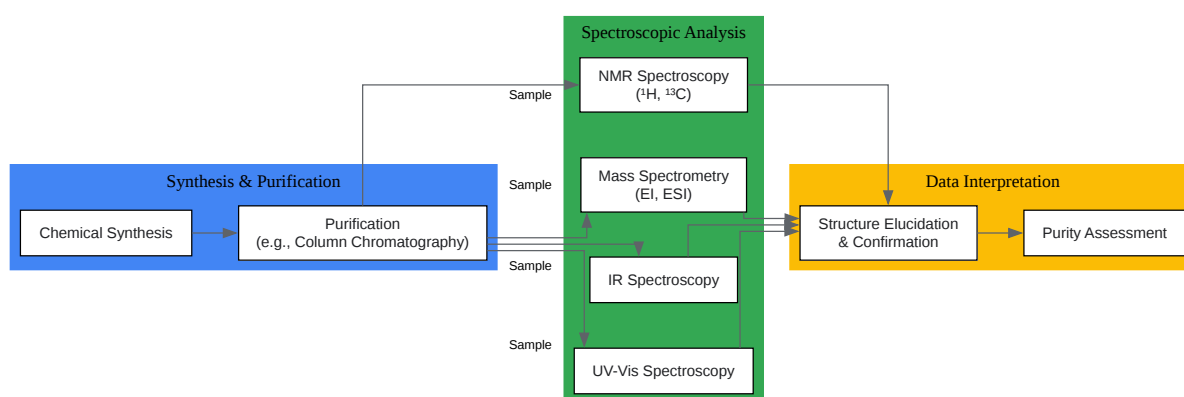 Synthesis & Purification
Chemical Synthesis
Purification
(e.g., Column Chromatography)
Sample
Sample
Sample
Sample
Spectroscopic Analysis
NMR Spectroscopy
(¹H, ¹³C)
Mass Spectrometry
(EI, ESI)
IR Spectroscopy
UV-Vis Spectroscopy
Data Interpretation
Structure Elucidation
& Confirmation
Purity Assessment